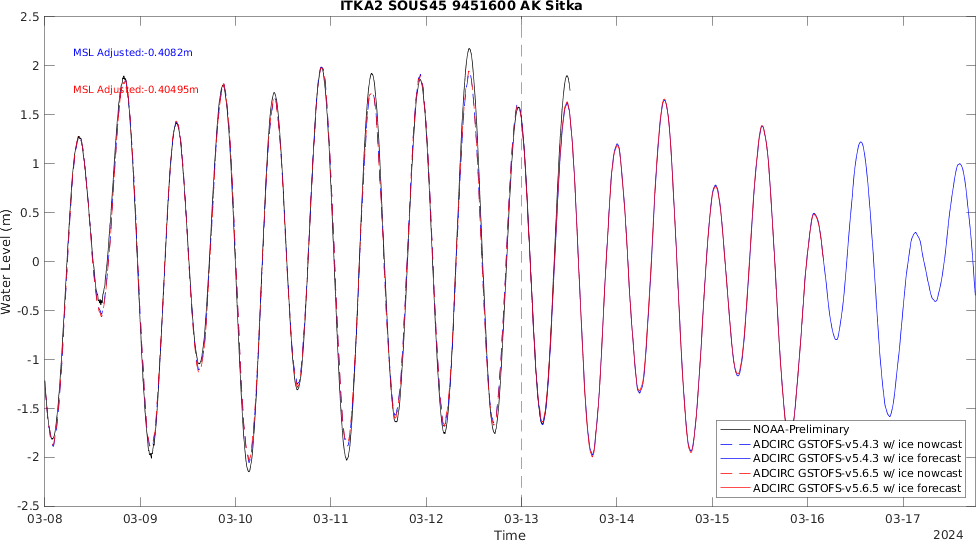 ITKA2 SOUS45 9451600 AK Sitka
2.5
MSL Adjusted:-0.4082m
2
MSL Adjusted:-0.40495m
1.5
1
0.5
Water Level (m)
0
-0.5
-1
-1.5
NOAA-Preliminary
ADCIRC GSTOFS-v5.4.3 w/ ice nowcast
-2
ADCIRC GSTOFS-v5.4.3 w/ ice forecast
ADCIRC GSTOFS-v5.6.5 w/ ice nowcast
ADCIRC GSTOFS-v5.6.5 w/ ice forecast
-2.5
03-08 03-09 03-10 03-11 03-12 03-13 03-14 03-15 03-16 03-17
Time
2024